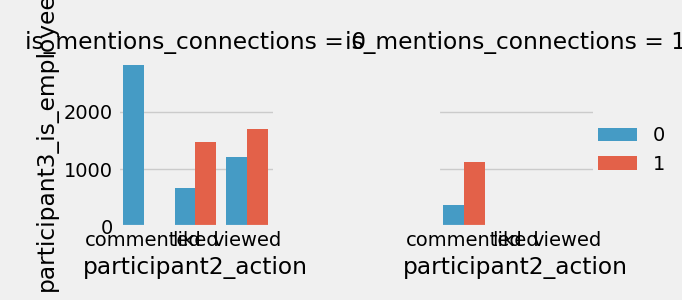 is_mentions_connections = 0
is_mentions_connections = 1
participant3_is_employee
2000
1000
0
commented liked viewed
participant2_action
commented liked viewed
participant2_action
0
1